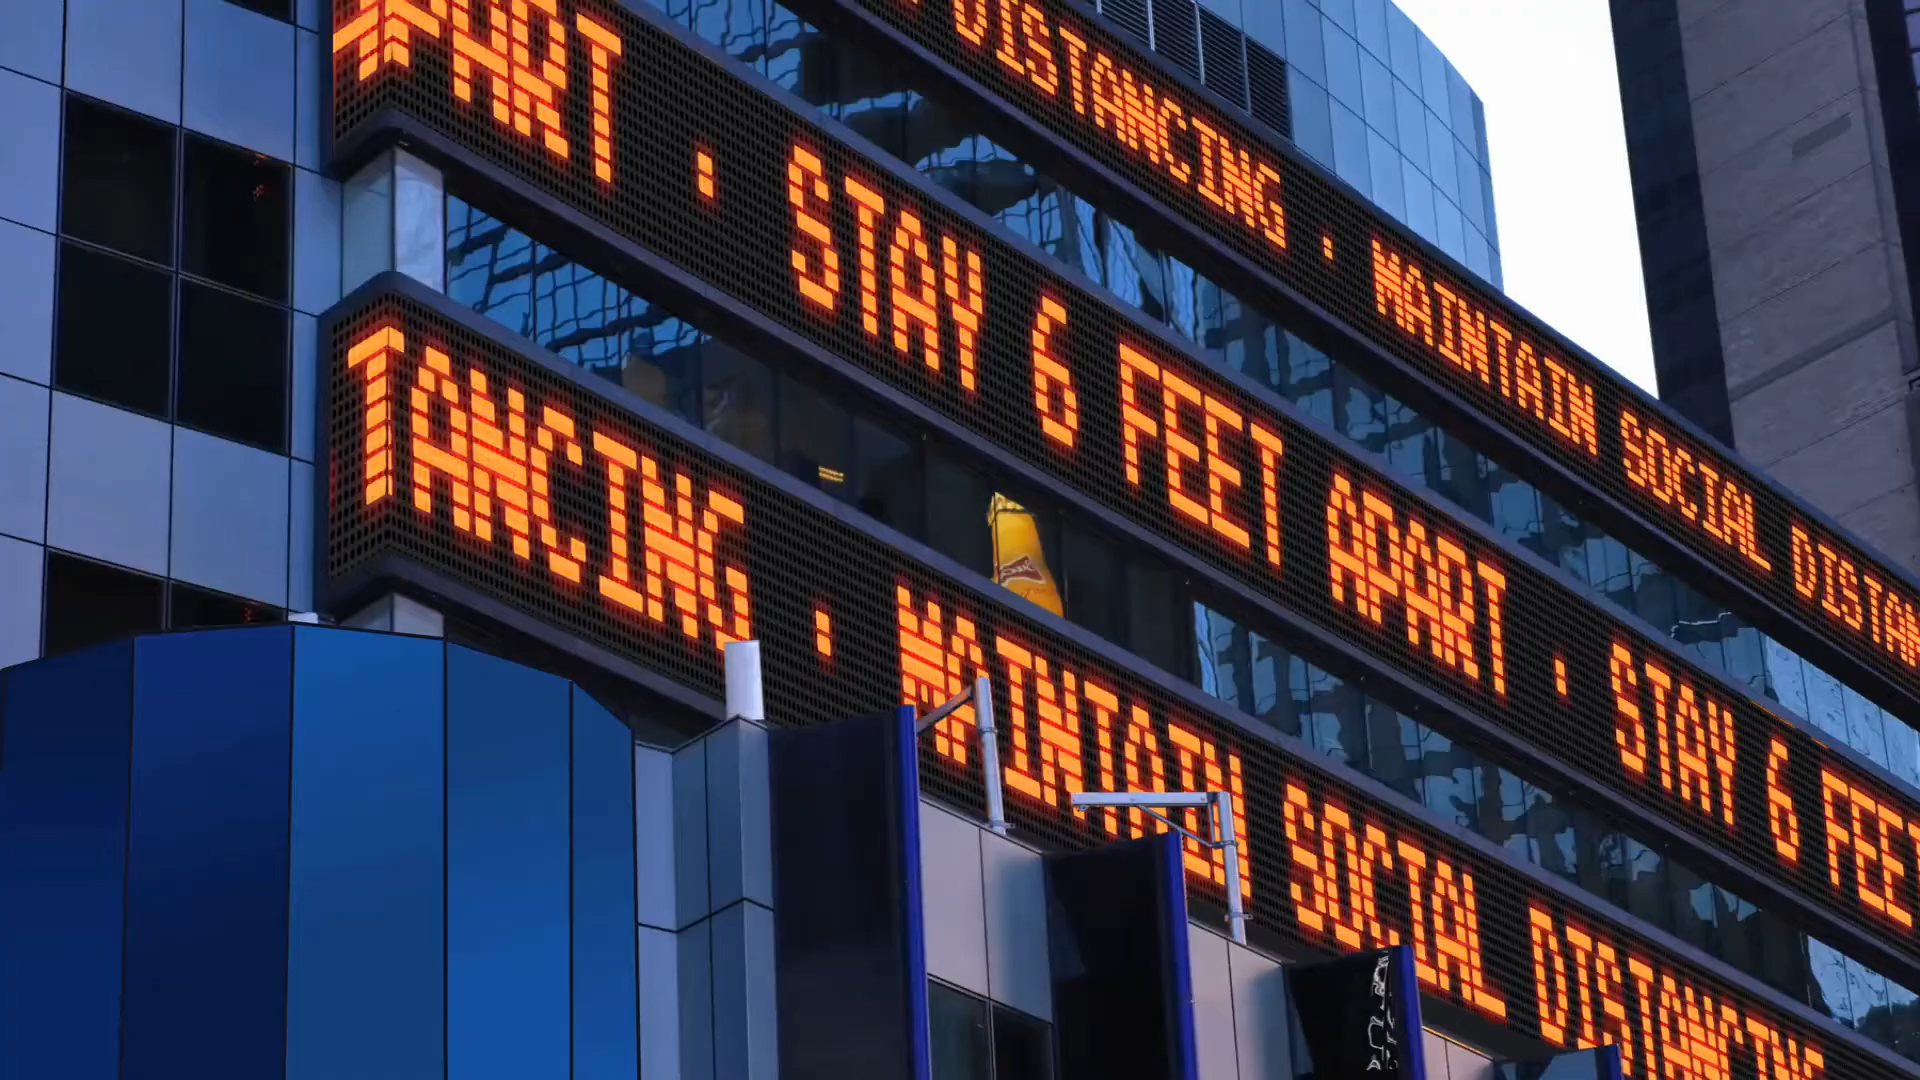 DISTANCING · MAINTAIN SOCIAL DISTAN
APART · STAY 6 FEET APART · STAY 6 FEET
TANCING · MAINTAIN SOCIAL DISTANCING